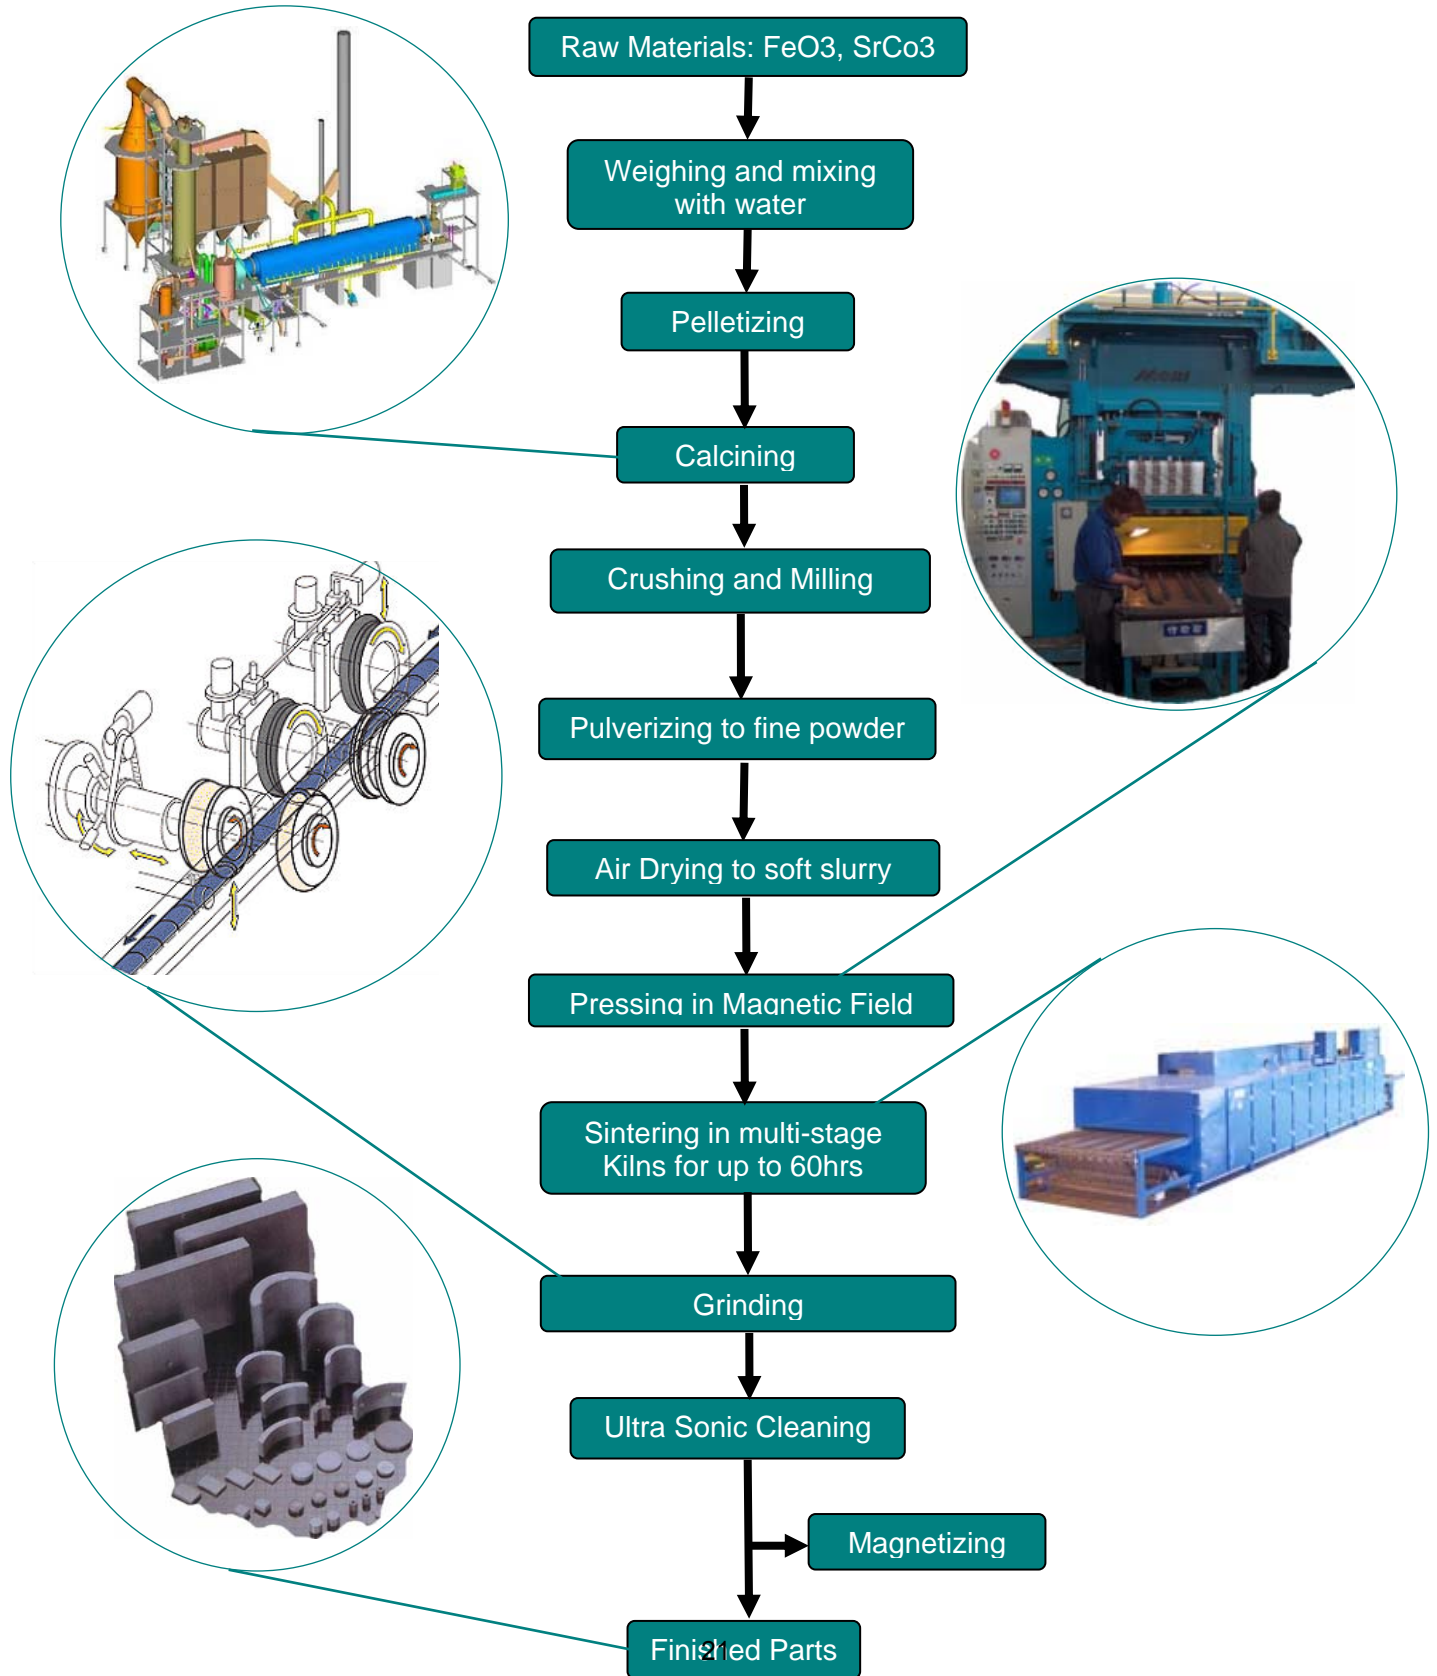 Raw Materials: FeO3, SrCo3
Weighing and mixing
with water
Pelletizing
Calcining
Crushing and Milling
Pulverizing to fine powder
Air Drying to soft slurry
Pressing in Magnetic Field
Sintering in multi-stage
Kilns for up to 60hrs
Grinding
Ultra Sonic Cleaning
Magnetizing
Finished Parts
21